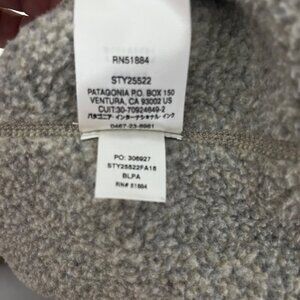 RN51884
STY25522
PATAGONIA P.O. BOX 150
VENTURA, CA 93002 US
CUIT:30-70924649-2
パタゴニア・インターナショナル・インク
0467-23-8961
PO: 306927
STY25522FA18
BLPA
RN# 51884